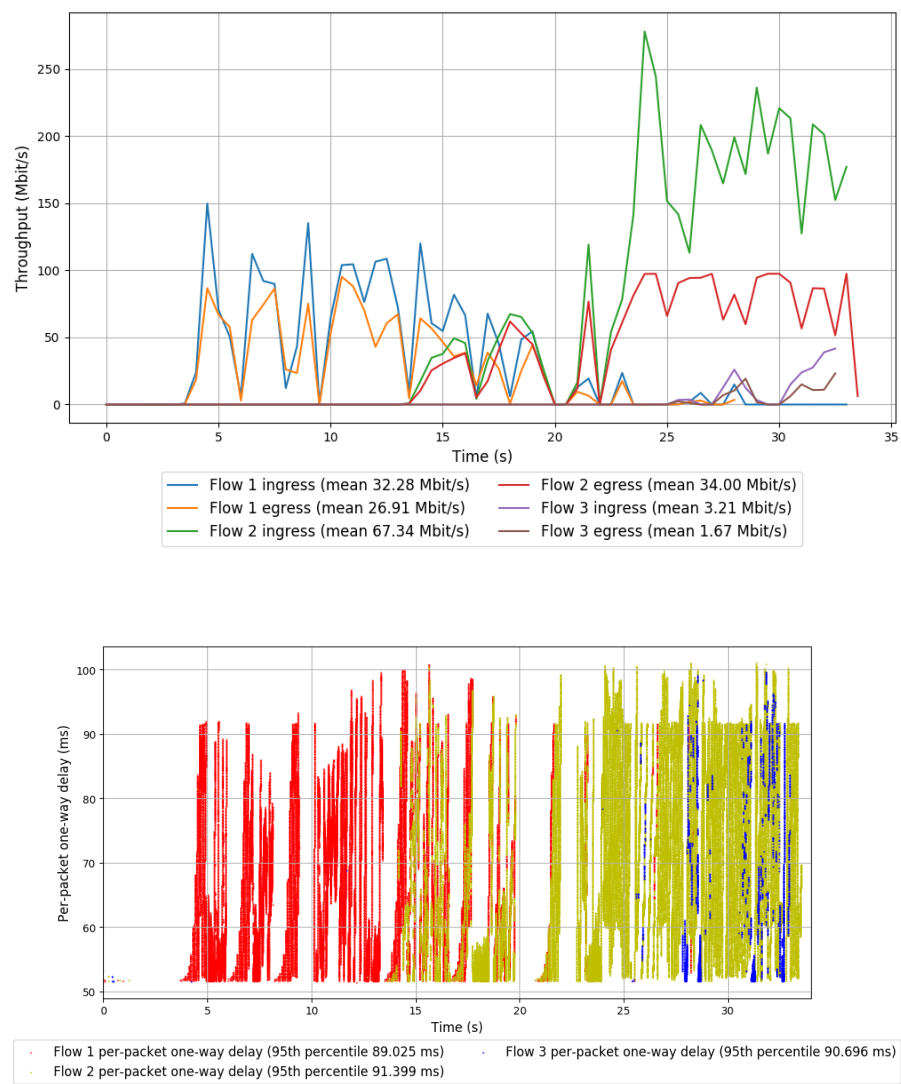 Throughput (Mbit/s)
250
200
150
100
50
0
0 5 10 15 20 25 30 35
Time (s)
Flow 1 ingress (mean 32.28 Mbit/s)
Flow 1 egress (mean 26.91 Mbit/s)
Flow 2 ingress (mean 67.34 Mbit/s)
Flow 2 egress (mean 34.00 Mbit/s)
Flow 3 ingress (mean 3.21 Mbit/s)
Flow 3 egress (mean 1.67 Mbit/s)
Per-packet one-way delay (ms)
100
90
80
70
60
50
0 5 10 15 20 25 30
Time (s)
Flow 1 per-packet one-way delay (95th percentile 89.025 ms)
Flow 2 per-packet one-way delay (95th percentile 91.399 ms)
Flow 3 per-packet one-way delay (95th percentile 90.696 ms)